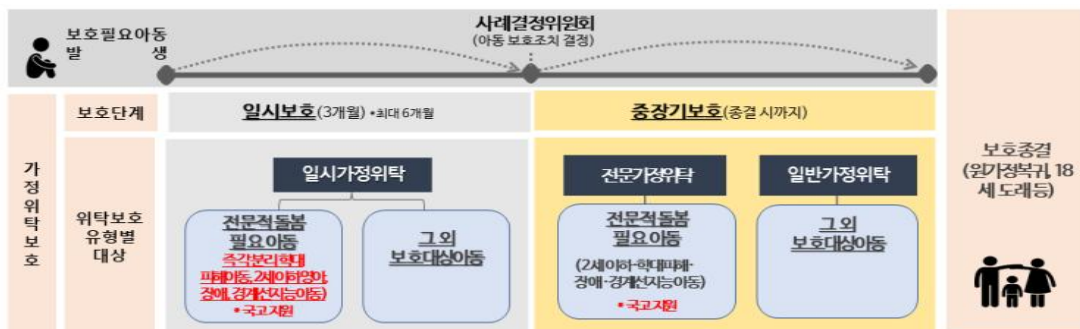 보호필요아동
발 생
사례결정위원회
(아동 보호조치 결정)
보호단계
일시보호(3개월) *최대 6개월
중장기보호(종결 시까지)
보호종결
(원가정복귀, 18
세 도래 등)
가정위탁보호
위탁보호
유형별
대상
일시가정위탁
전문가정위탁
일반가정위탁
전문적 돌봄
필요 아동
즉각분리학대
피해아동, 2세이하영아,
장애, 경계선지능아동)
* 국고지원
그 외
보호대상아동
전문적 돌봄
필요 아동
(2세이하·학대피해·
장애·경계선지능아동)
* 국고지원
그 외
보호대상아동